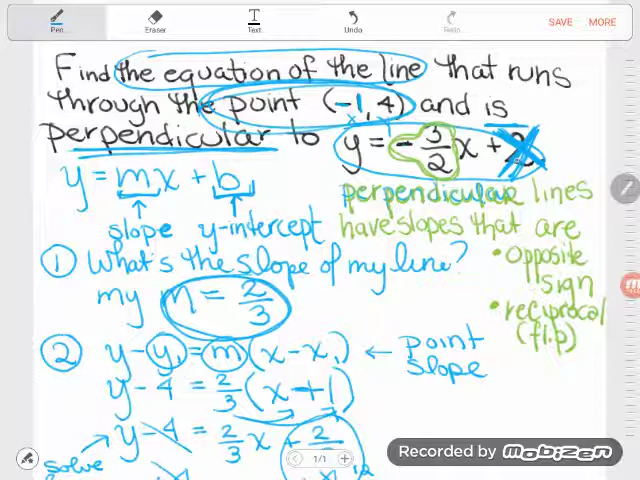 Pen..
Eraser
Text
Undo
Redo
SAVE
MORE
Find the equation of the line that runs
through the point (-1, 4) and is
perpendicular to y = - 3/2 x + 2
y = mx + b
slope y-intercept
perpendicular lines
have slopes that are
• opposite
sign
• reciprocal
(flip)
① What's the slope of my line?
my m = 2/3
② y - y₁ = m (x - x₁) ← point
slope
y - 4 = 2/3 (x + 1)
solve → y - 4 = 2/3 x + 2
1/1
12
Recorded by
mobizen